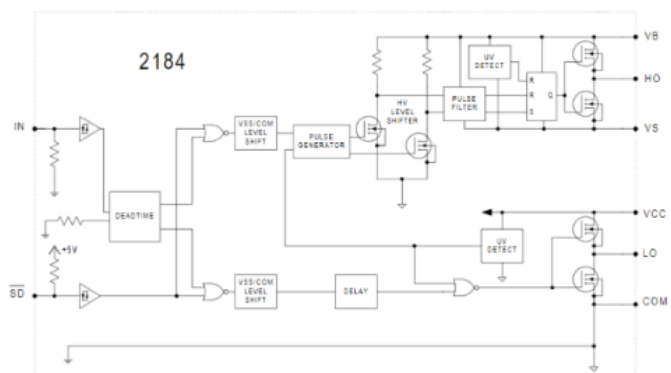 2184
VB
UV
DETECT
HO
IN
VSS/COM
LEVEL
SHIFT
PULSE
GENERATOR
HV
LEVEL
SHIFTER
PULSE
FILTER
R
R
S
Q
VS
DEADTIME
VCC
+5V
UV
DETECT
LO
SD
VSS/COM
LEVEL
SHIFT
DELAY
COM